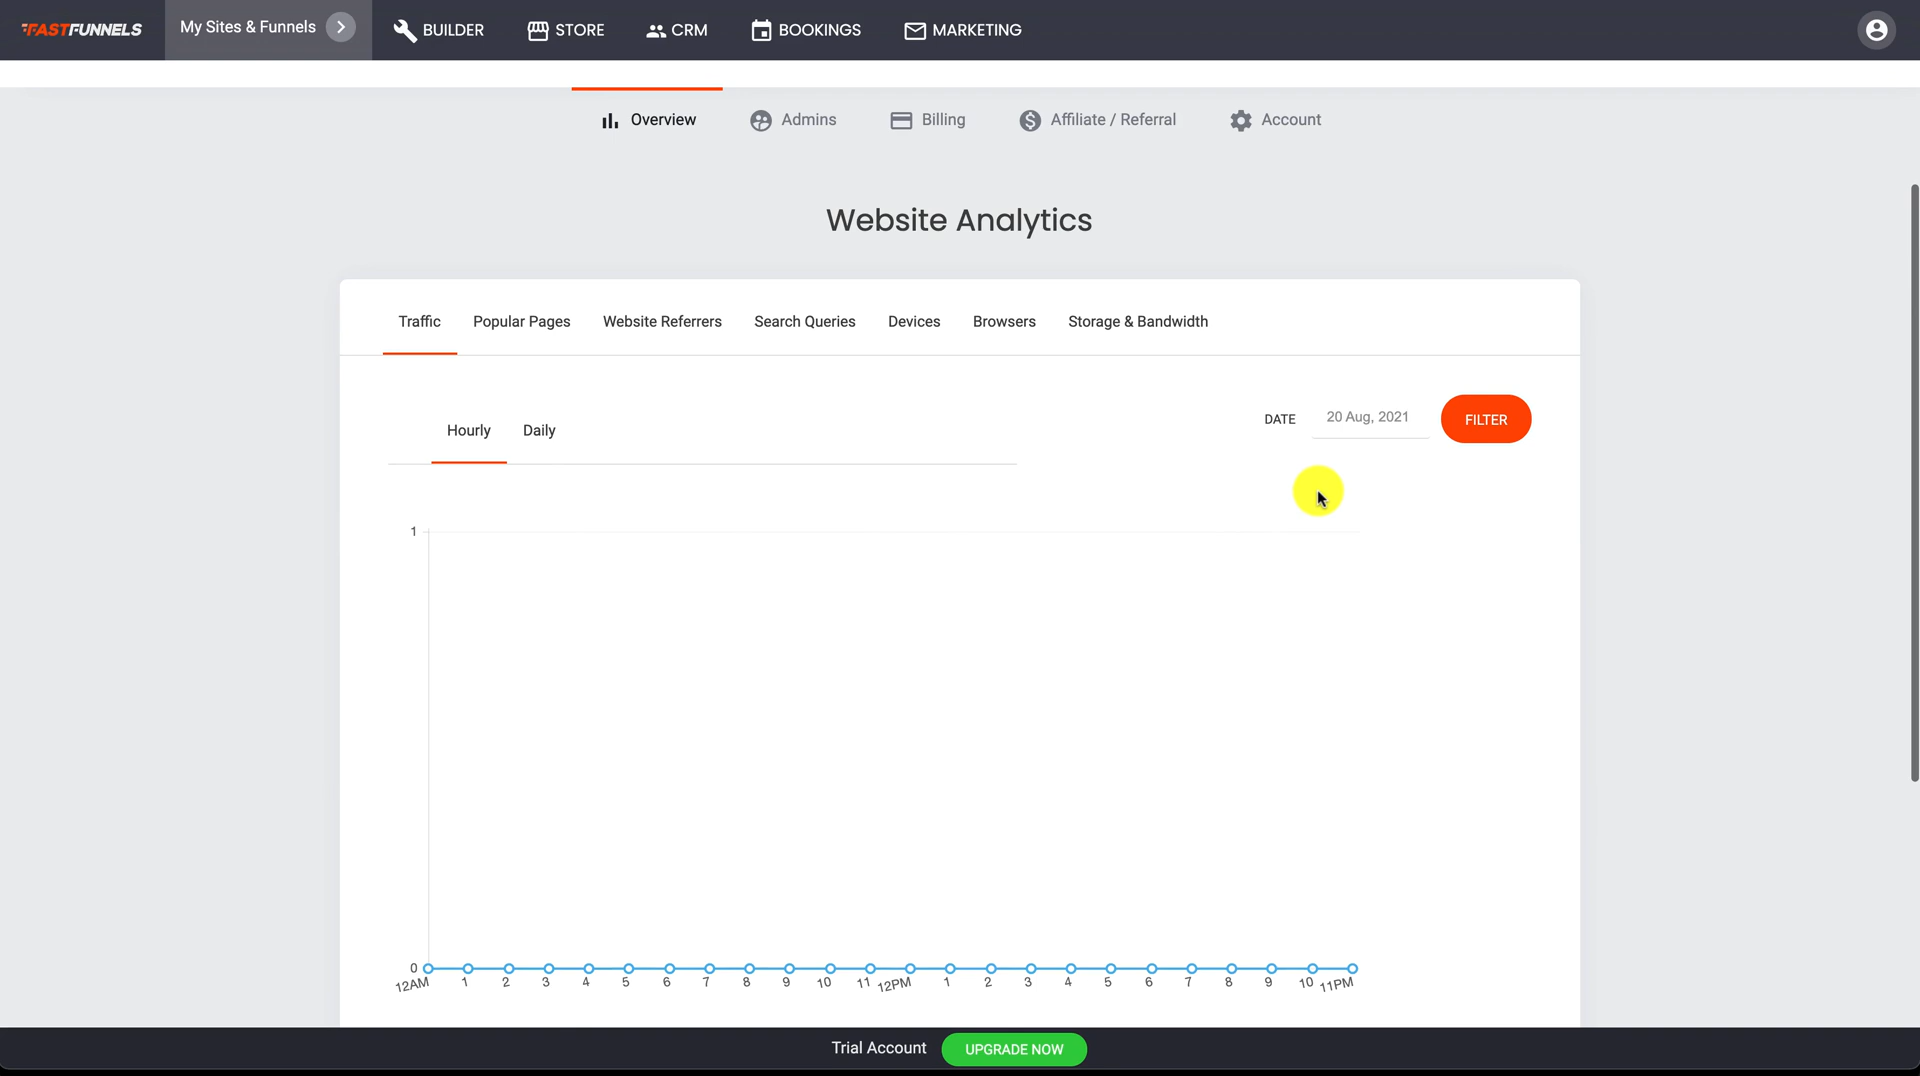 FASTFUNNELS
My Sites & Funnels
BUILDER
STORE
CRM
BOOKINGS
MARKETING
Overview
Admins
Billing
Affiliate / Referral
Account
Website Analytics
Traffic
Popular Pages
Website Referrers
Search Queries
Devices
Browsers
Storage & Bandwidth
Hourly
Daily
DATE
20 Aug, 2021
FILTER
1
0
12AM 1 2 3 4 5 6 7 8 9 10 11 12PM 1 2 3 4 5 6 7 8 9 10 11PM
Trial Account
UPGRADE NOW